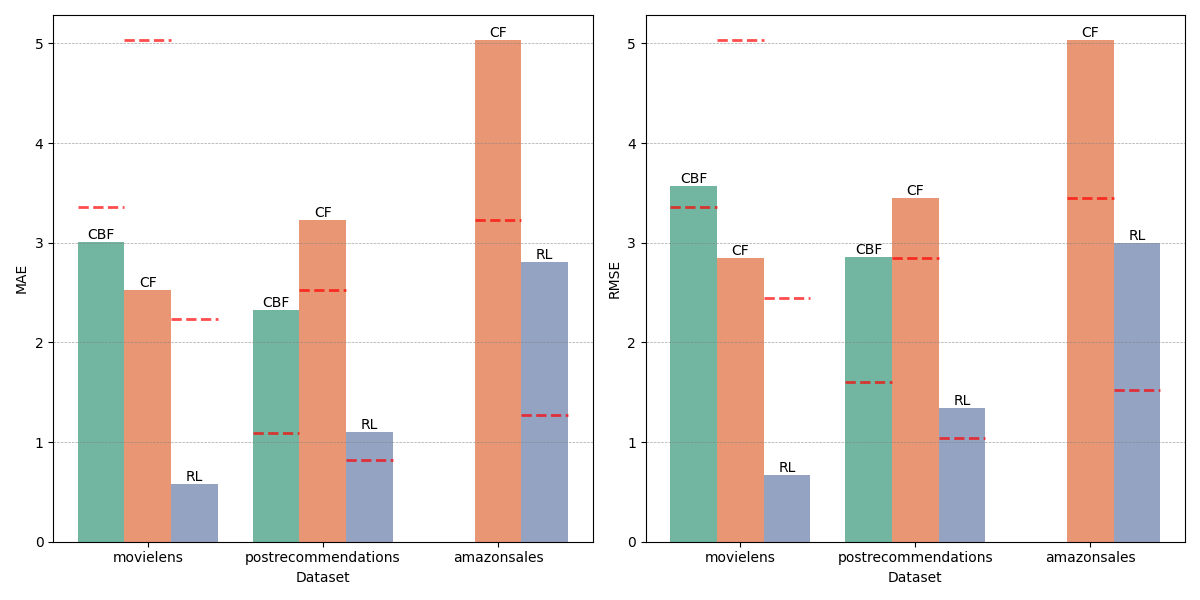 MAE
5
4
3
2
1
0
CBF
CF
RL
CBF
CF
RL
CF
RL
movielens
postrecommendations
amazonsales
Dataset
RMSE
5
4
3
2
1
0
CBF
CF
RL
CBF
CF
RL
CF
RL
movielens
postrecommendations
amazonsales
Dataset